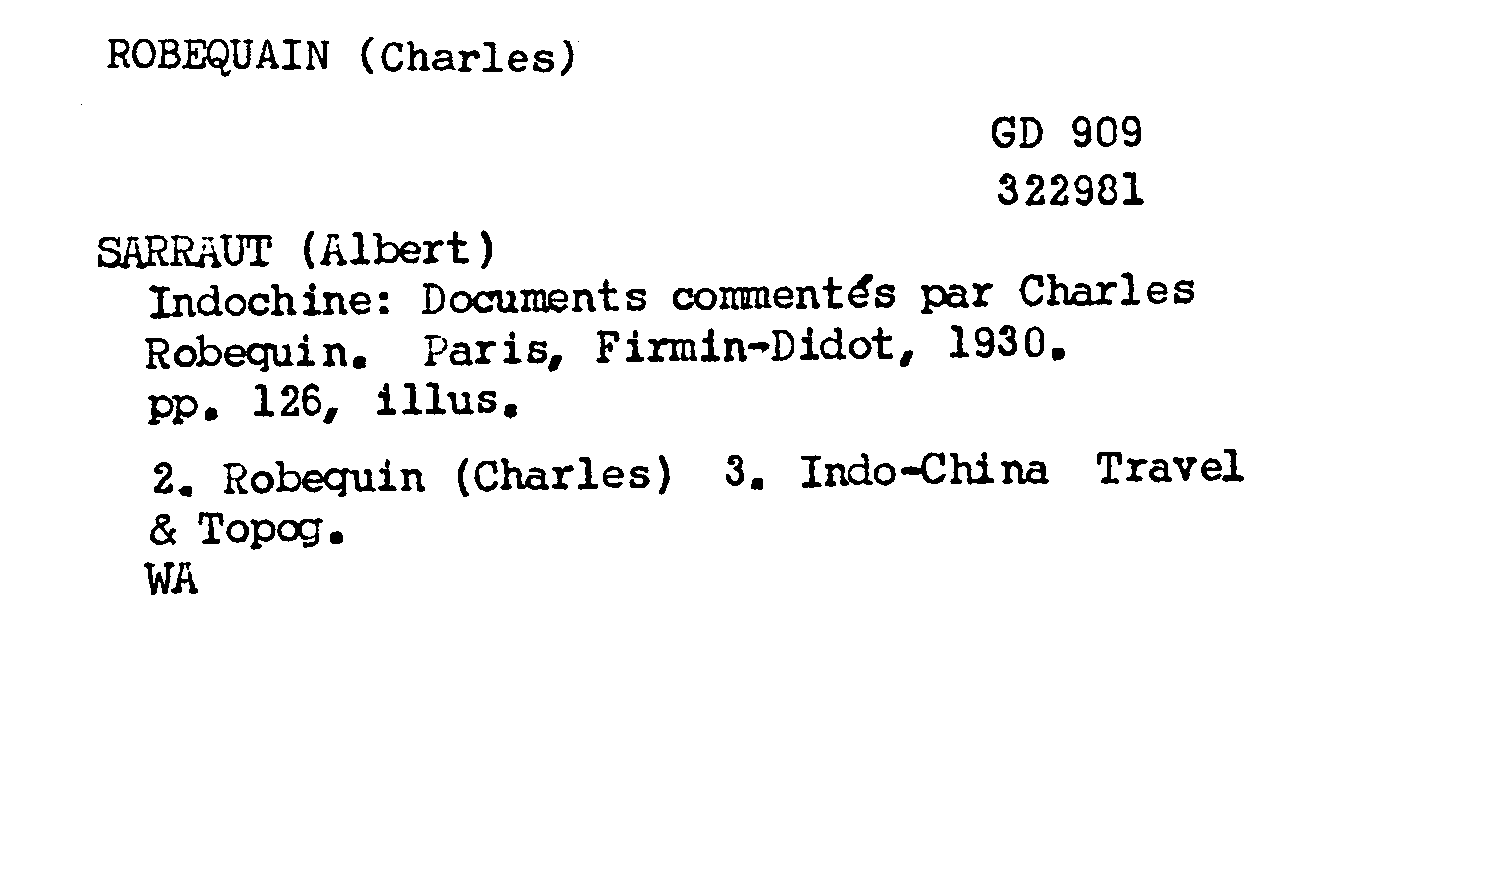 ROBEQUAIN (Charles)
GD 909
322981
SARRAUT (Albert)
Indochine: Documents commentés par Charles
Robequin. Paris, Firmin-Didot, 1930.
pp. 126, illus.
2. Robequin (Charles) 3. Indo-China Travel
& Topog.
WA